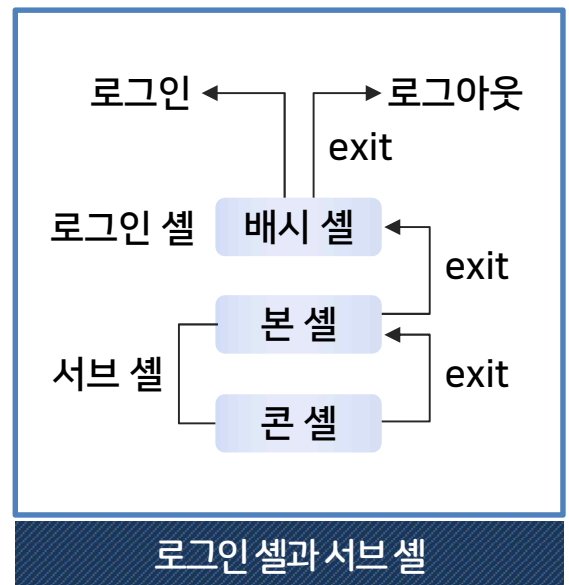 로그인
로그아웃
exit
로그인 셸
배시 셸
exit
본 셸
서브 셸
exit
콘 셸
로그인 셸과 서브 셸